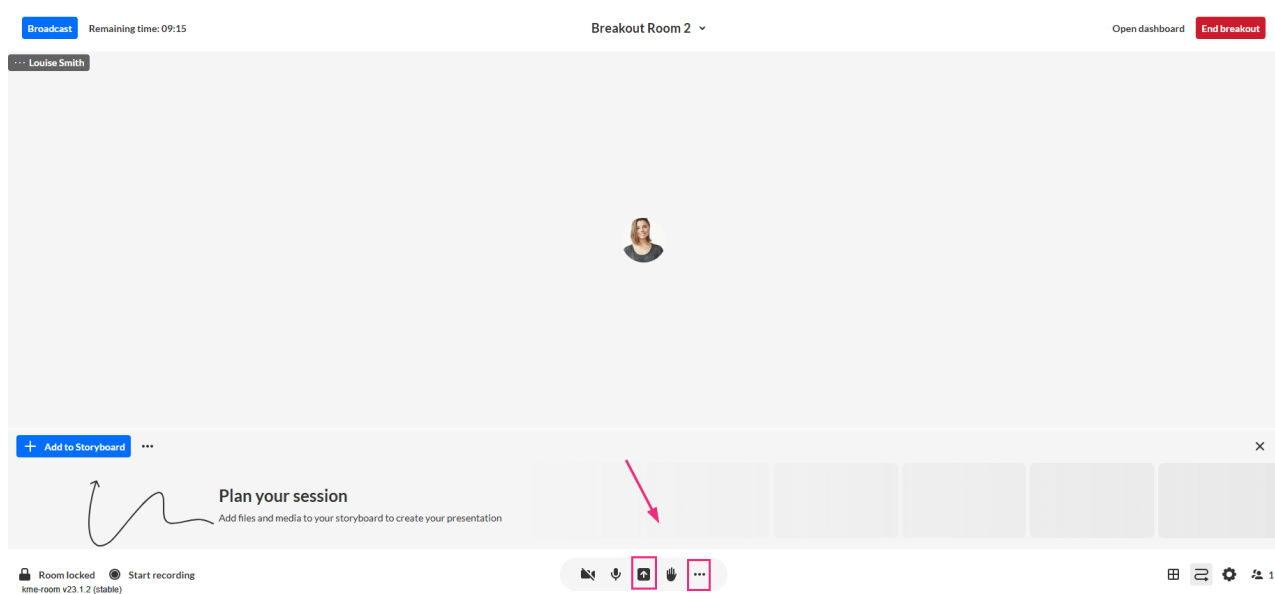 Broadcast
Remaining time: 09:15
Breakout Room 2
Open dashboard
End breakout
··· Louise Smith
Add to Storyboard
Plan your session
Add files and media to your storyboard to create your presentation
Room locked
Start recording
kme-room v23.1.2 (stable)
1